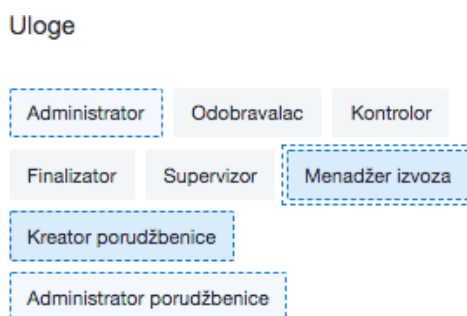 Uloge
Administrator Odobravalac Kontrolor
Finalizator Supervizor Menadžer izvoza
Kreator porudžbenice
Administrator porudžbenice